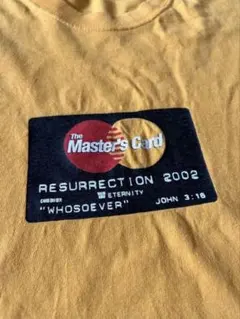 The
Master's Card
RESURRECTION 2002
ETERNITY
"WHOSOEVER" JOHN 3:16